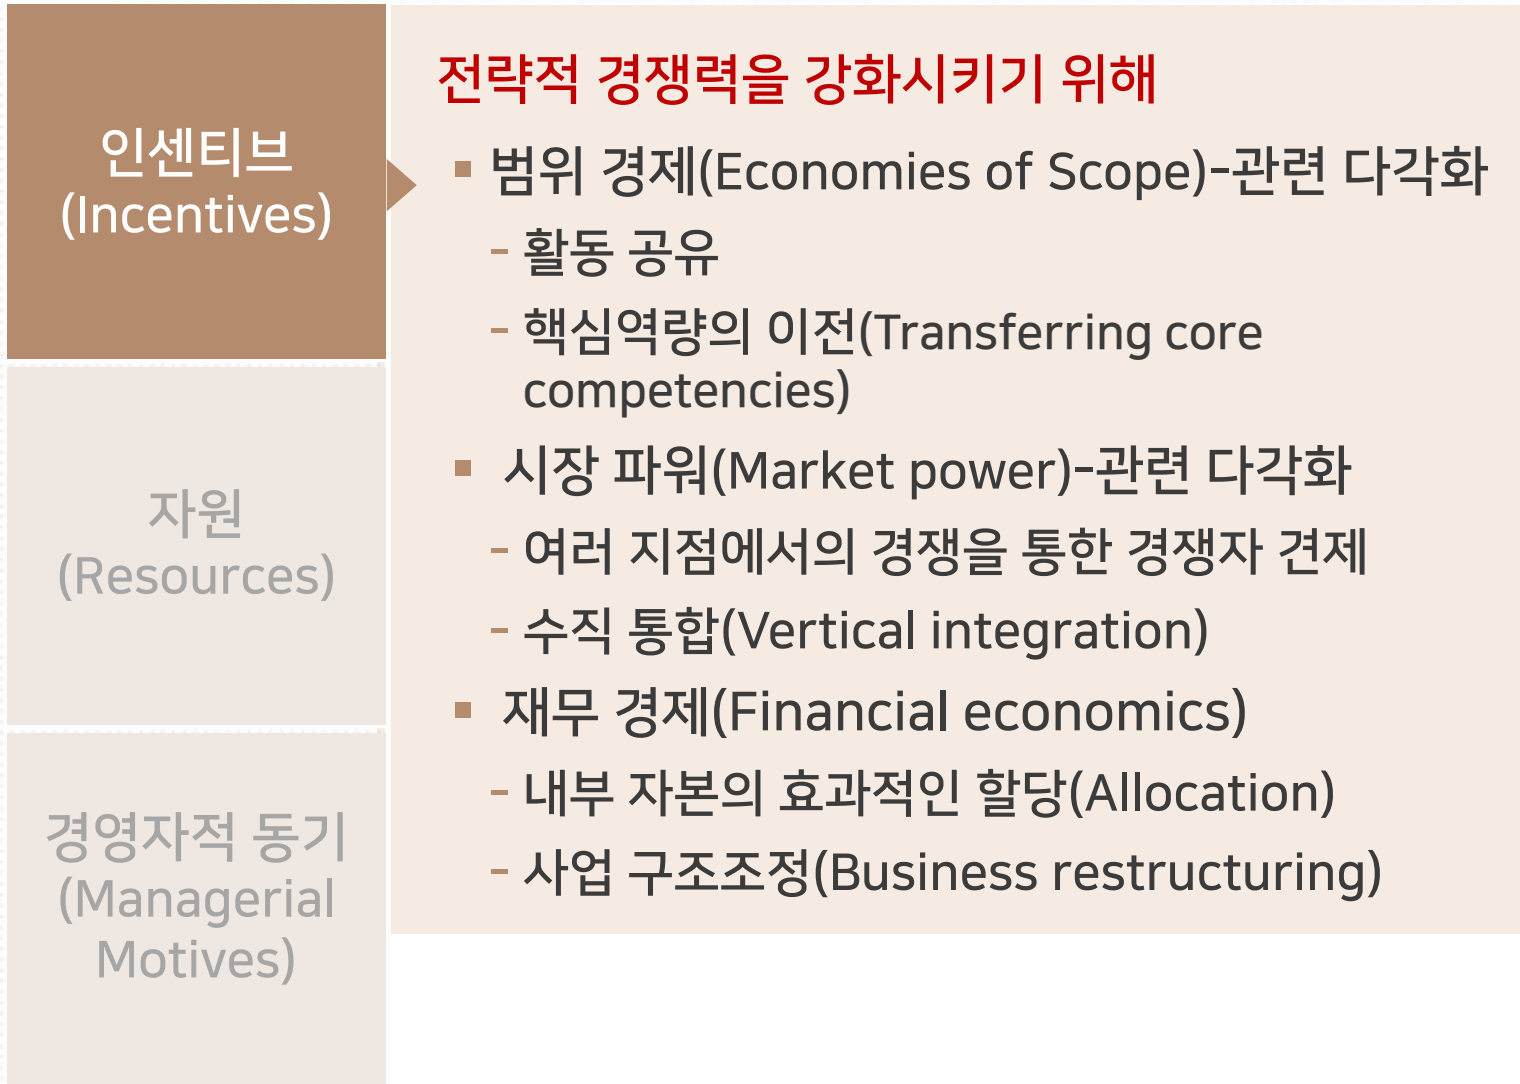 인센티브
(Incentives)
자원
(Resources)
경영자적 동기
(Managerial
Motives)
전략적 경쟁력을 강화시키기 위해
▪ 범위 경제(Economies of Scope)-관련 다각화
- 활동 공유
- 핵심역량의 이전(Transferring core
competencies)
▪ 시장 파워(Market power)-관련 다각화
- 여러 지점에서의 경쟁을 통한 경쟁자 견제
- 수직 통합(Vertical integration)
▪ 재무 경제(Financial economics)
- 내부 자본의 효과적인 할당(Allocation)
- 사업 구조조정(Business restructuring)